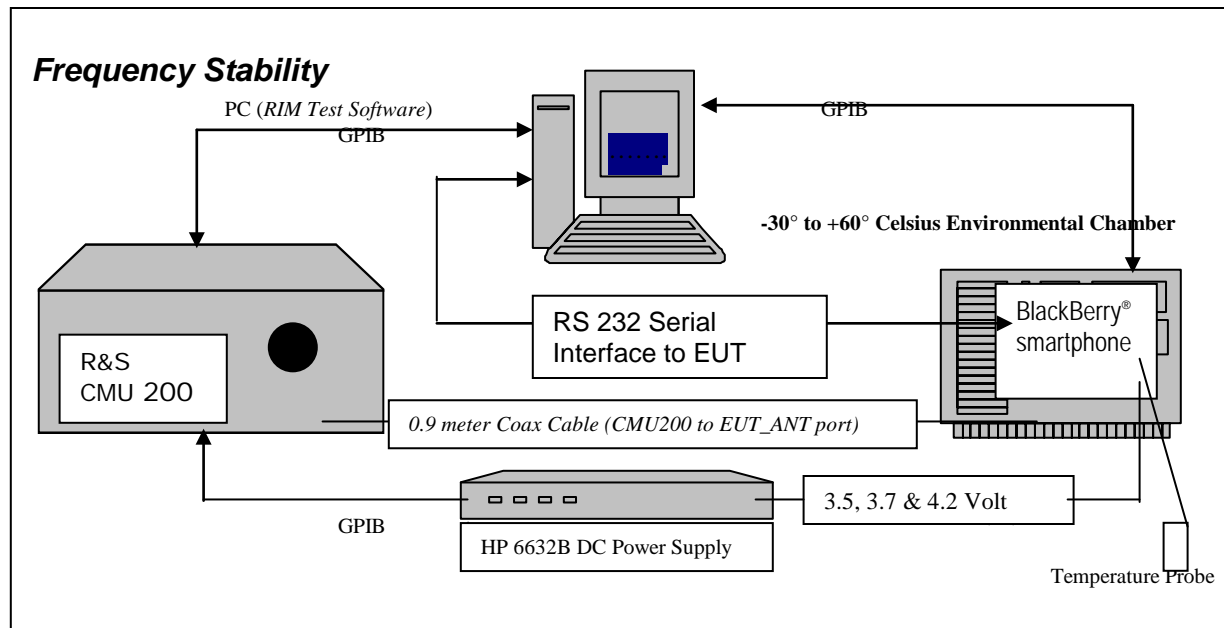 Frequency Stability
PC (RIM Test Software)
GPIB
GPIB
-30° to +60° Celsius Environmental Chamber
BlackBerry®
smartphone
RS 232 Serial
Interface to EUT
R&S
CMU 200
0.9 meter Coax Cable (CMU200 to EUT_ANT port)
3.5, 3.7 & 4.2 Volt
GPIB
HP 6632B DC Power Supply
Temperature Probe